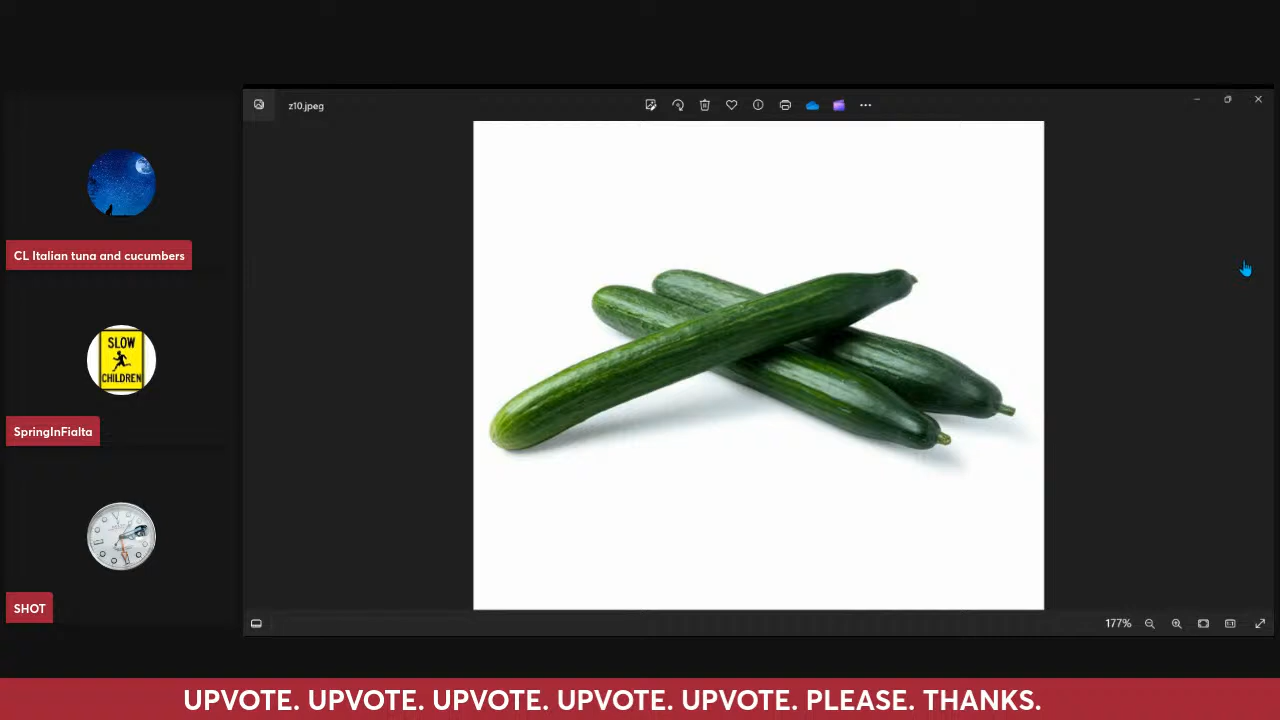 z10.jpeg
CL Italian tuna and cucumbers
SLOW
CHILDREN
SpringInFialta
SHOT
177%
UPVOTE. UPVOTE. UPVOTE. UPVOTE. UPVOTE. PLEASE. THANKS.